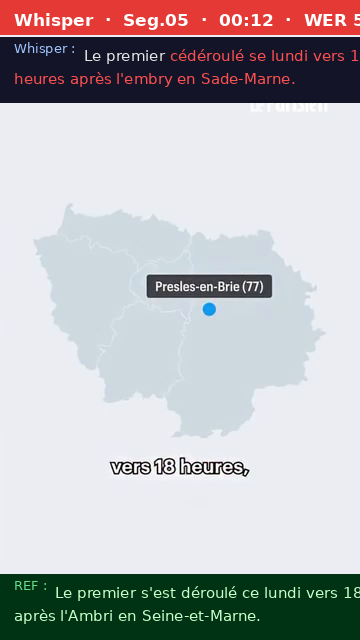 Whisper · Seg.05 · 00:12 · WER 5
Whisper : Le premier cédéroulé se lundi vers 1
heures après l'embry en Sade-Marne.
Presles-en-Brie (77)
vers 18 heures,
REF : Le premier s'est déroulé ce lundi vers 18
après l'Ambri en Seine-et-Marne.